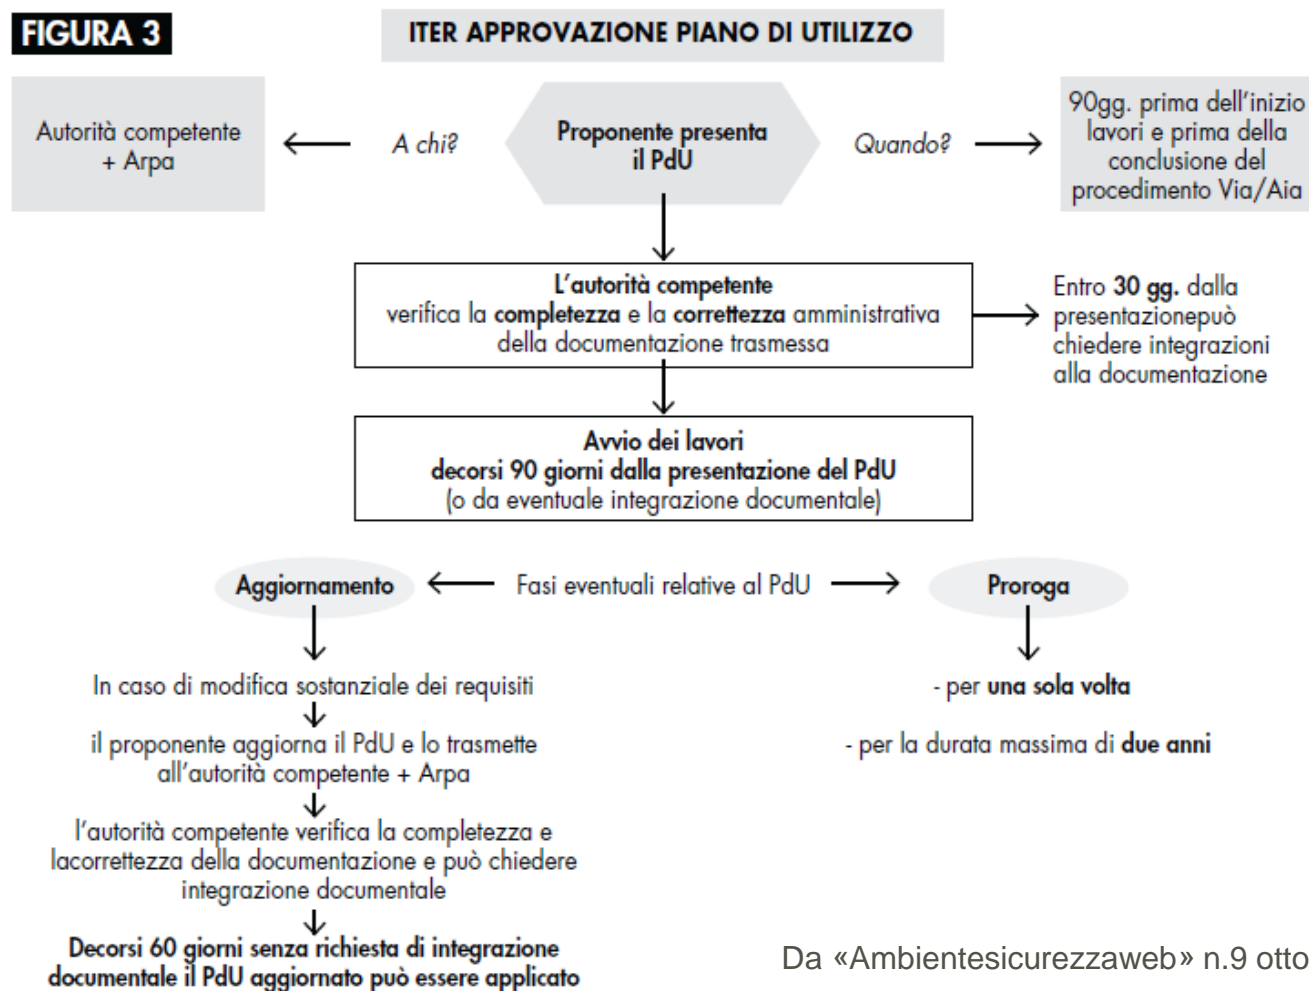 FIGURA 3
ITER APPROVAZIONE PIANO DI UTILIZZO
Autorità competente
+ Arpa
A chi?
Proponente presenta
il PdU
Quando?
90gg. prima dell'inizio
lavori e prima della
conclusione del
procedimento Via/Aia
L'autorità competente
verifica la completezza e la correttezza amministrativa
della documentazione trasmessa
Entro 30 gg. dalla
presentazionepuò
chiedere integrazioni
alla documentazione
Avvio dei lavori
decorsi 90 giorni dalla presentazione del PdU
(o da eventuale integrazione documentale)
Aggiornamento
Fasi eventuali relative al PdU
Proroga
In caso di modifica sostanziale dei requisiti
il proponente aggiorna il PdU e lo trasmette
all'autorità competente + Arpa
l'autorità competente verifica la completezza e
lacorrettezza della documentazione e può chiedere
integrazione documentale
Decorsi 60 giorni senza richiesta di integrazione
documentale il PdU aggiornato può essere applicato
- per una sola volta
- per la durata massima di due anni
Da «Ambientesicurezzaweb» n.9 otto